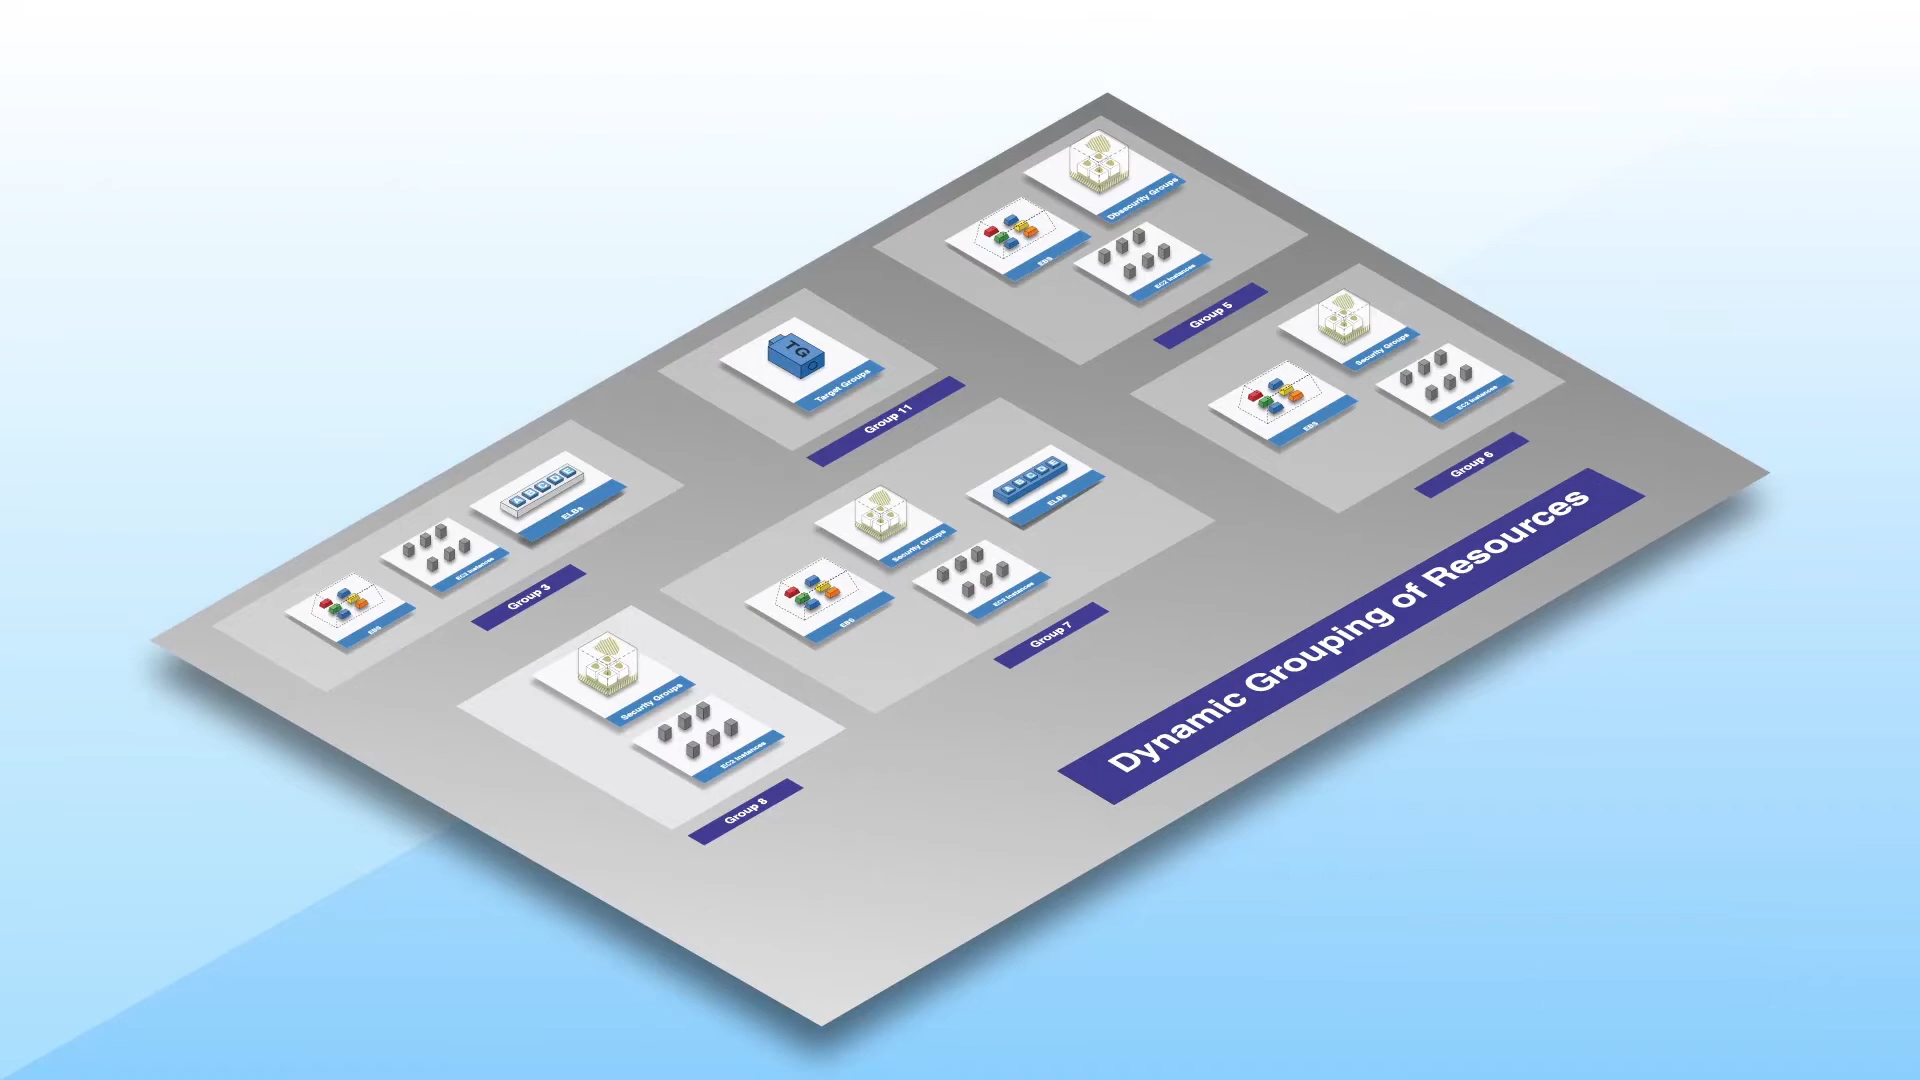 Dbsecurity Groups
EBS
EC2 Instances
Group 5
Security Groups
EBS
EC2 Instances
Group 6
TG
Target Groups
Group 11
A B C D E
ELBs
EC2 Instances
EBS
Group 3
A B C D E
ELBs
Security Groups
EBS
EC2 Instances
Group 7
Security Groups
EC2 Instances
Group 8
Dynamic Grouping of Resources